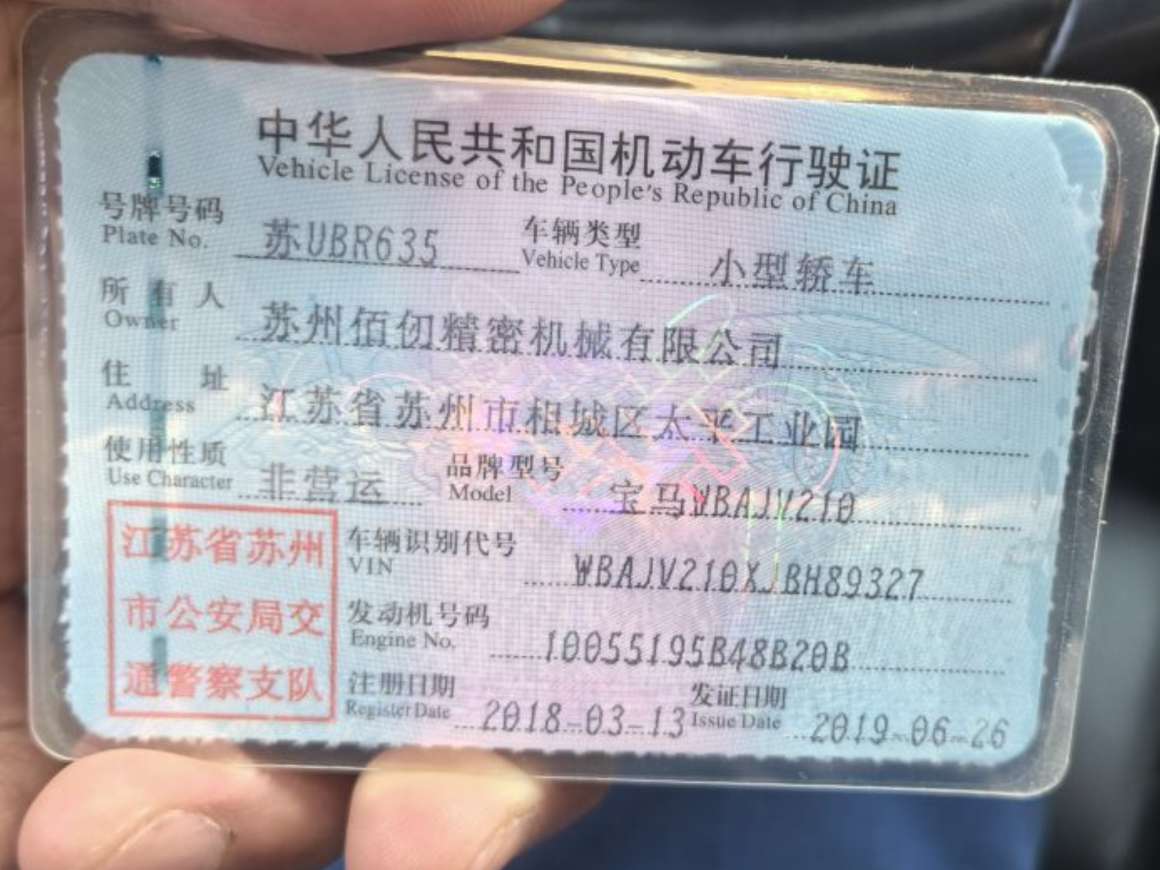 中华人民共和国机动车行驶证
Vehicle License of the People's Republic of China
号牌号码 苏UBR635 车辆类型 小型轿车
Plate No. Vehicle Type
所有人 苏州佰仞精密机械有限公司
Owner
住址 江苏省苏州市相城区太平工业园
Address
使用性质 非营运 品牌型号 宝马WBAJV210
Use Character Model
江苏省苏州
市公安局交
通警察支队
车辆识别代号 WBAJV210XJBH89327
VIN
发动机号码 10055195B48B20B
Engine No.
注册日期 2018-03-13 发证日期 2019-06-26
Register Date Issue Date